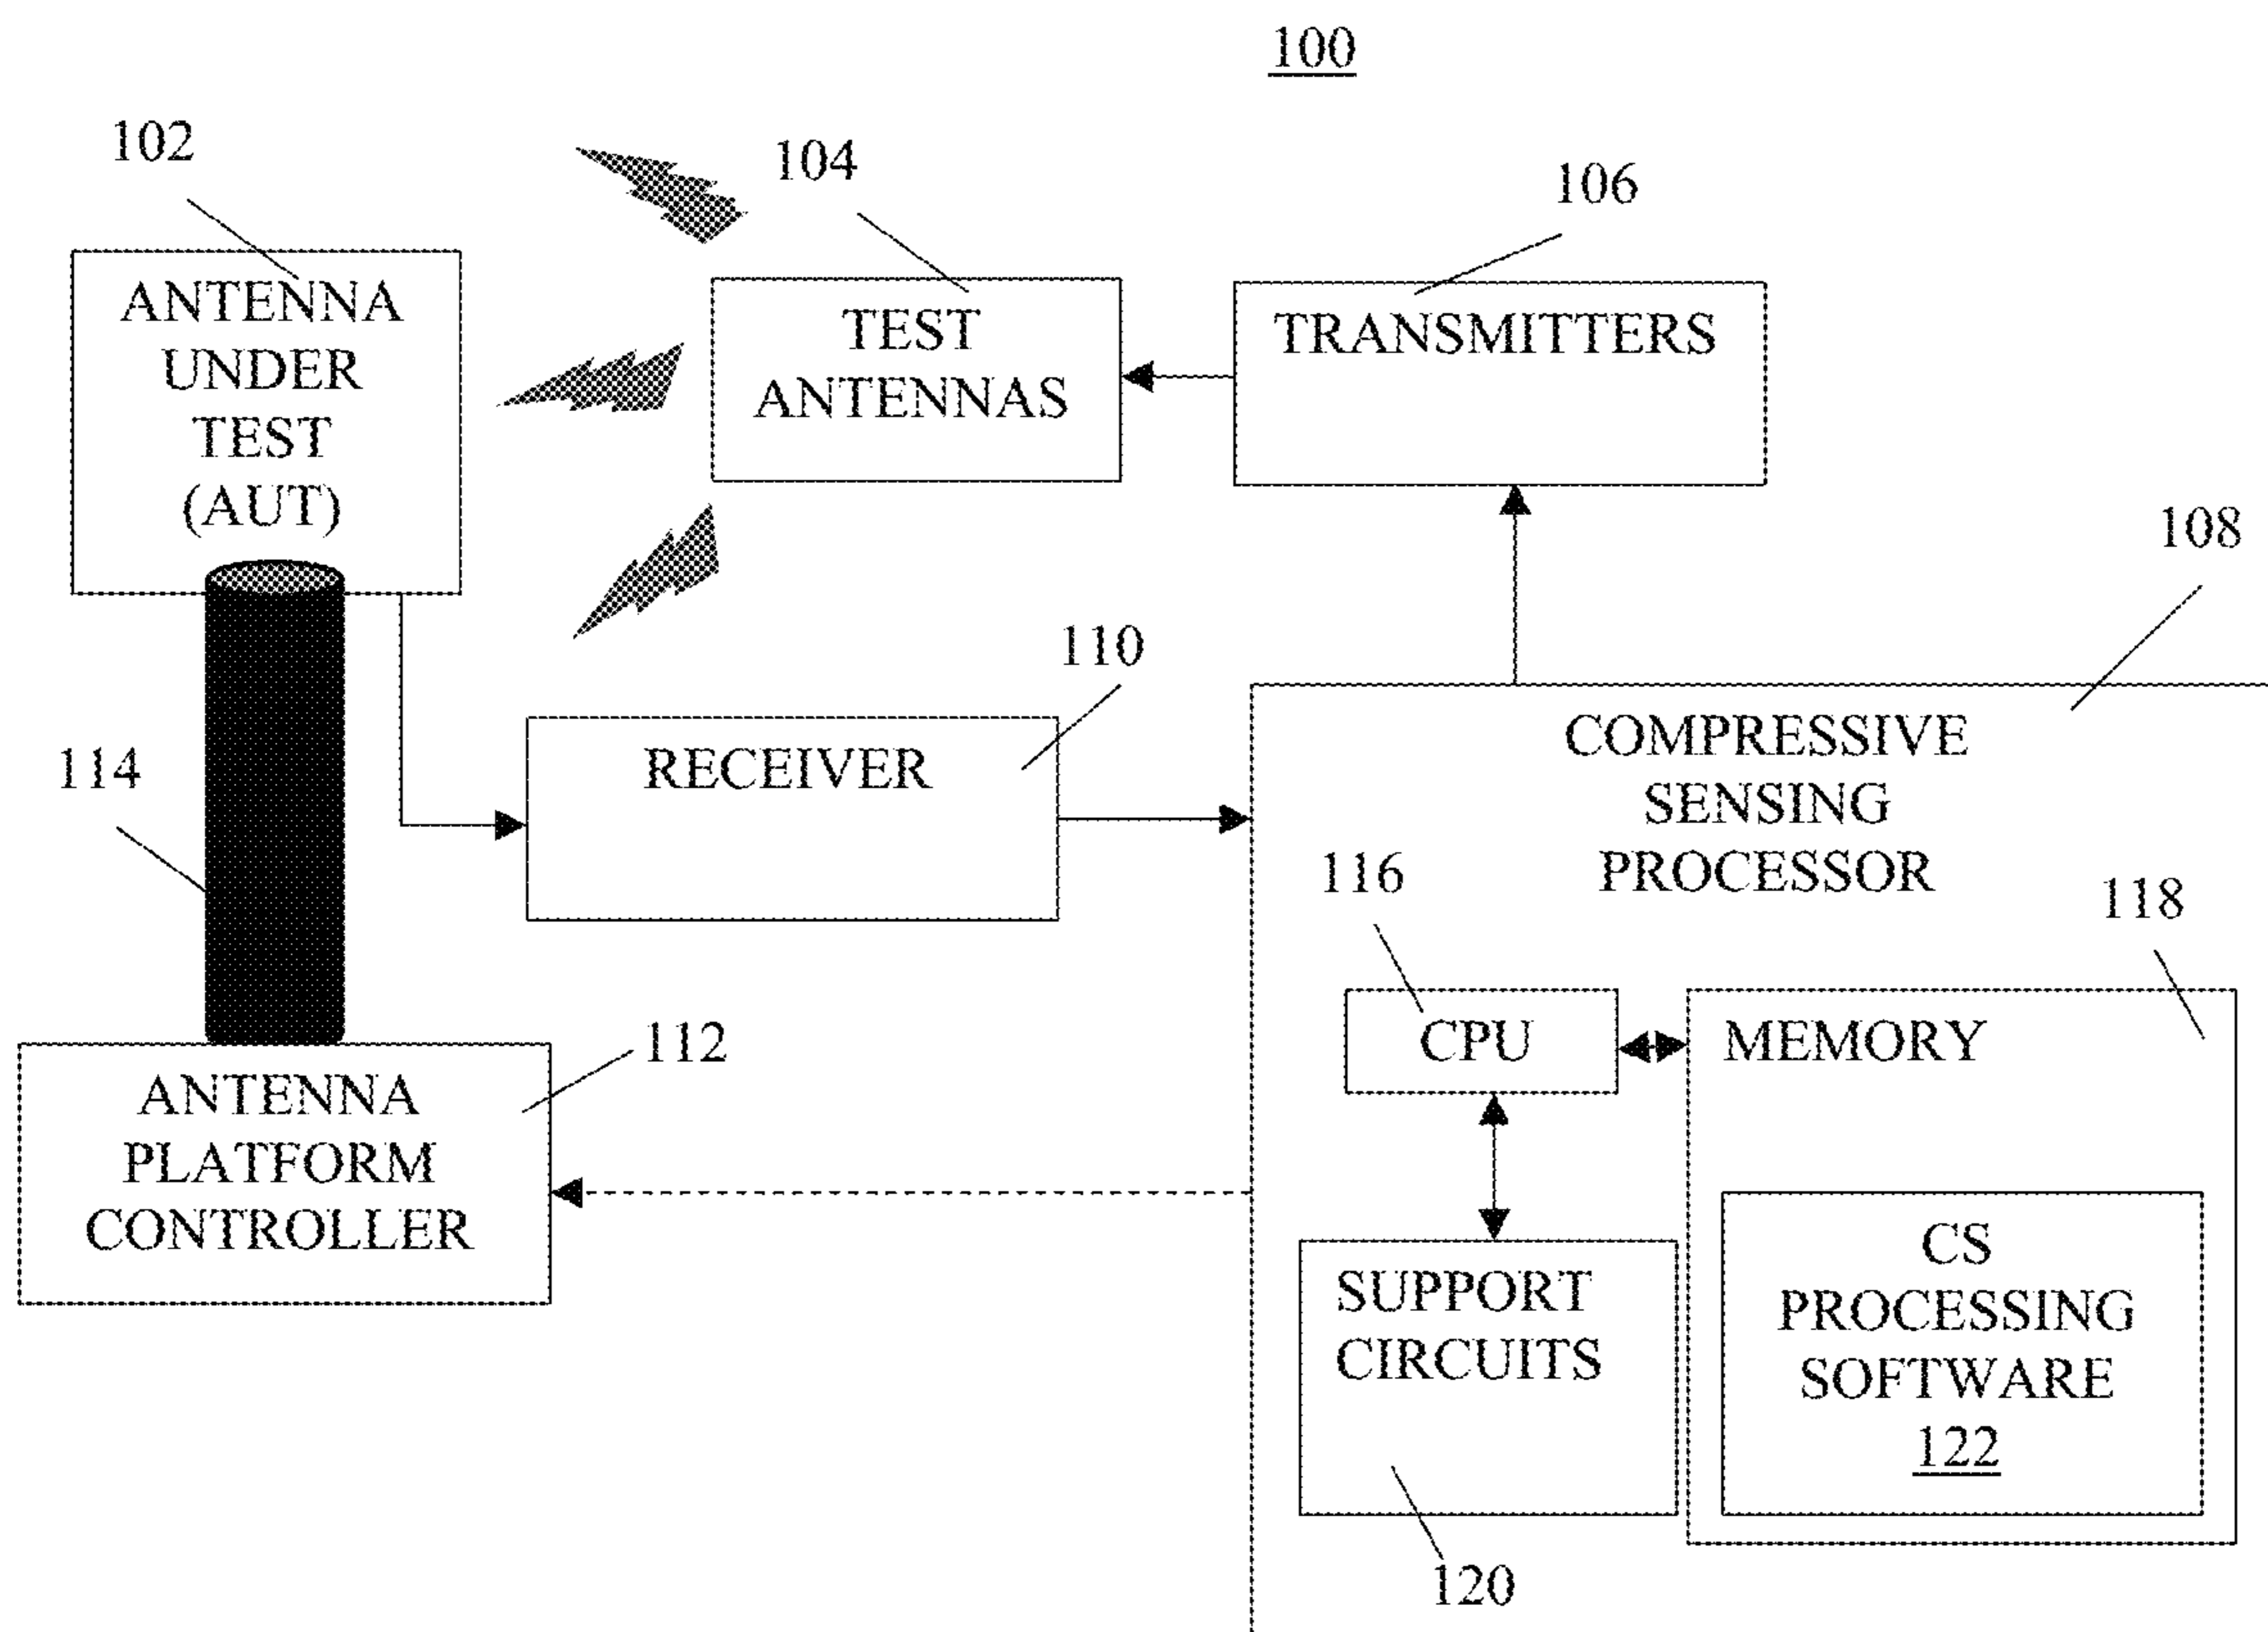 100
102
104
106
ANTENNA
UNDER
TEST
(AUT)
TEST
ANTENNAS
TRANSMITTERS
108
110
RECEIVER
COMPRESSIVE
SENSING
PROCESSOR
114
116
118
112
CPU
MEMORY
ANTENNA
PLATFORM
CONTROLLER
SUPPORT
CIRCUITS
CS
PROCESSING
SOFTWARE
122
120